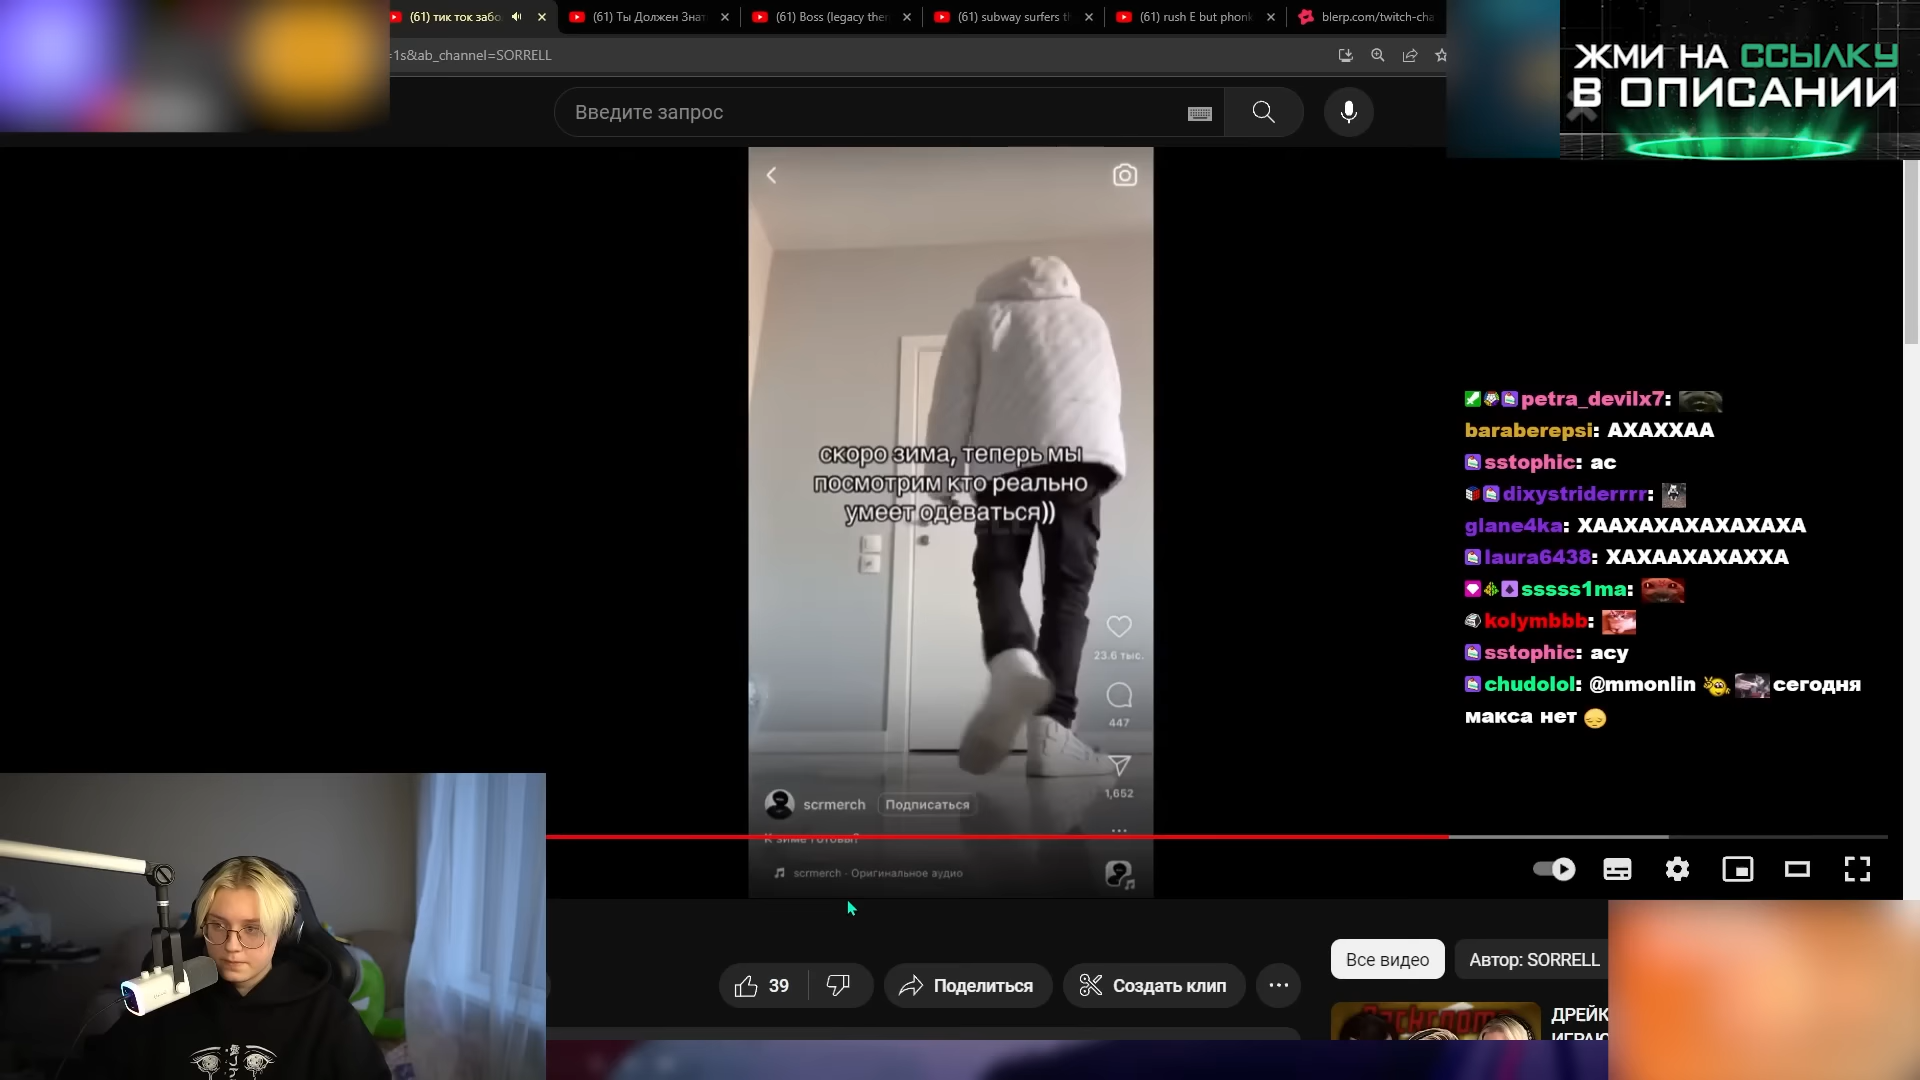 (61) тик ток забо
(61) Ты Должен Знат
(61) Boss (legacy ther
(61) subway surfers t
(61) rush E but phonk
blerp.com/twitch-cha
=1s&ab_channel=SORRELL
ЖМИ НА ССЫЛКУ
В ОПИСАНИИ
Введите запрос
скоро зима, теперь мы
посмотрим кто реально
умеет одеваться))
petra_devilx7:
baraberepsi: АХАХХАА
sstophic: ас
dixystriderrrr:
glane4ka: ХААХАХАХАХАХАХА
laura6438: ХАХААХАХАХХА
sssss1ma:
kolymbbb:
sstophic: асу
chudolol: @mmonlin сегодня
макса нет
23.6 тыс.
447
1,652
scrmerch Подписаться
К зиме готовы?
scrmerch · Оригинальное аудио
39
Поделиться
Создать клип
Все видео
Автор: SORRELL
ДРЕЙК
ИГРАЮ